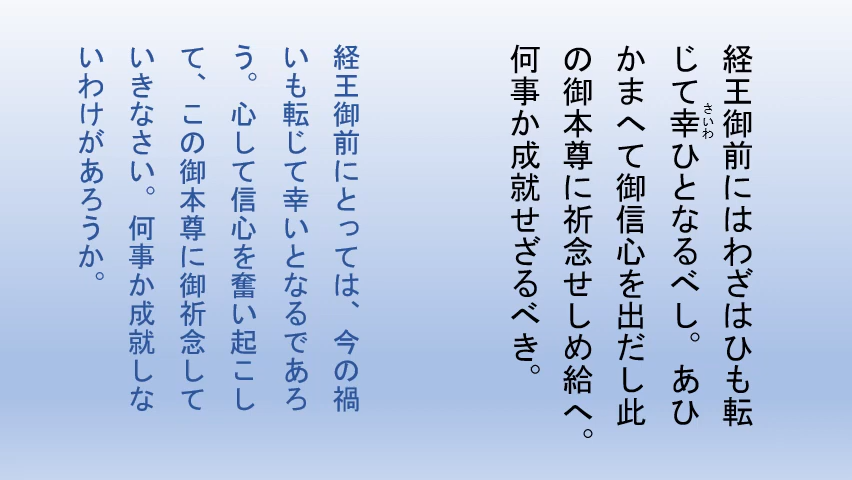 経王御前にはわざはひも転
じて幸ひとなるべし。あひ
さいわ
かまへて御信心を出だし此
の御本尊に祈念せしめ給へ。
何事か成就せざるべき。
経王御前にとっては、今の禍
いも転じて幸いとなるであろ
う。心して信心を奮い起こし
て、この御本尊に御祈念して
いきなさい。何事か成就しな
いわけがあろうか。